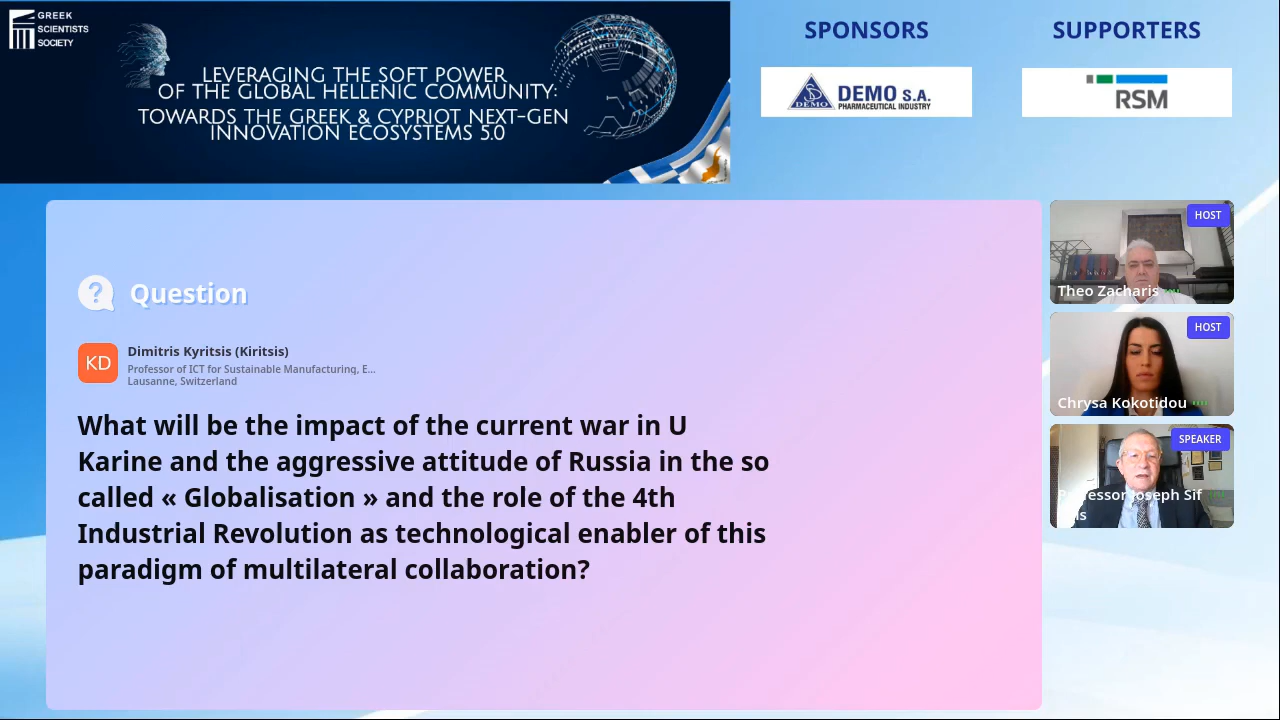 GREEK
SCIENTISTS
SOCIETY
LEVERAGING THE SOFT POWER
OF THE GLOBAL HELLENIC COMMUNITY:
TOWARDS THE GREEK & CYPRIOT NEXT-GEN
INNOVATION ECOSYSTEMS 5.0
SPONSORS
SUPPORTERS
DEMO
DEMO S.A.
PHARMACEUTICAL INDUSTRY
RSM
Question
KD
Dimitris Kyritsis (Kiritsis)
Professor of ICT for Sustainable Manufacturing, E...
Lausanne, Switzerland
What will be the impact of the current war in U
Karine and the aggressive attitude of Russia in the so
called « Globalisation » and the role of the 4th
Industrial Revolution as technological enabler of this
paradigm of multilateral collaboration?
HOST
Theo Zacharis
HOST
Chrysa Kokotidou
SPEAKER
Professor Joseph Sif